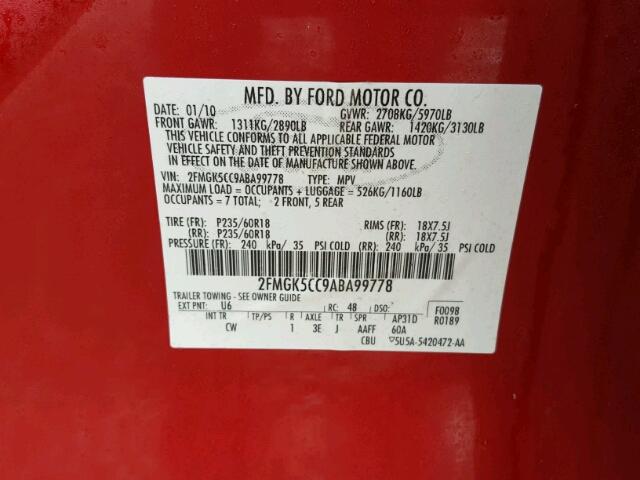 MFD. BY FORD MOTOR CO.
DATE: 01/10 GVWR: 2708KG/5970LB
FRONT GAWR: 1311KG/2890LB REAR GAWR: 1420KG/3130LB
THIS VEHICLE CONFORMS TO ALL APPLICABLE FEDERAL MOTOR
VEHICLE SAFETY AND THEFT PREVENTION STANDARDS IN
EFFECT ON THE DATE OF MANUFACTURE SHOWN ABOVE.
VIN: 2FMGK5CC9ABA99778 TYPE: MPV
MAXIMUM LOAD = OCCUPANTS + LUGGAGE = 526KG/1160LB
OCCUPANTS = 7 TOTAL; 2 FRONT, 5 REAR
TIRE (FR): P235/60R18 RIMS (FR): 18X7.5J
(RR): P235/60R18 (RR): 18X7.5J
PRESSURE (FR): 240 kPa/ 35 PSI COLD (RR): 240 kPa/ 35 PSI COLD
2FMGK5CC9ABA99778
TRAILER TOWING - SEE OWNER GUIDE
EXT PNT: U6 RC: 48 DSO: F0098
INT TR TP/PS R AXLE TR SPR AP31D R0189
CW 1 3E J AAFF 60A
CBU 5U5A-5420472-AA